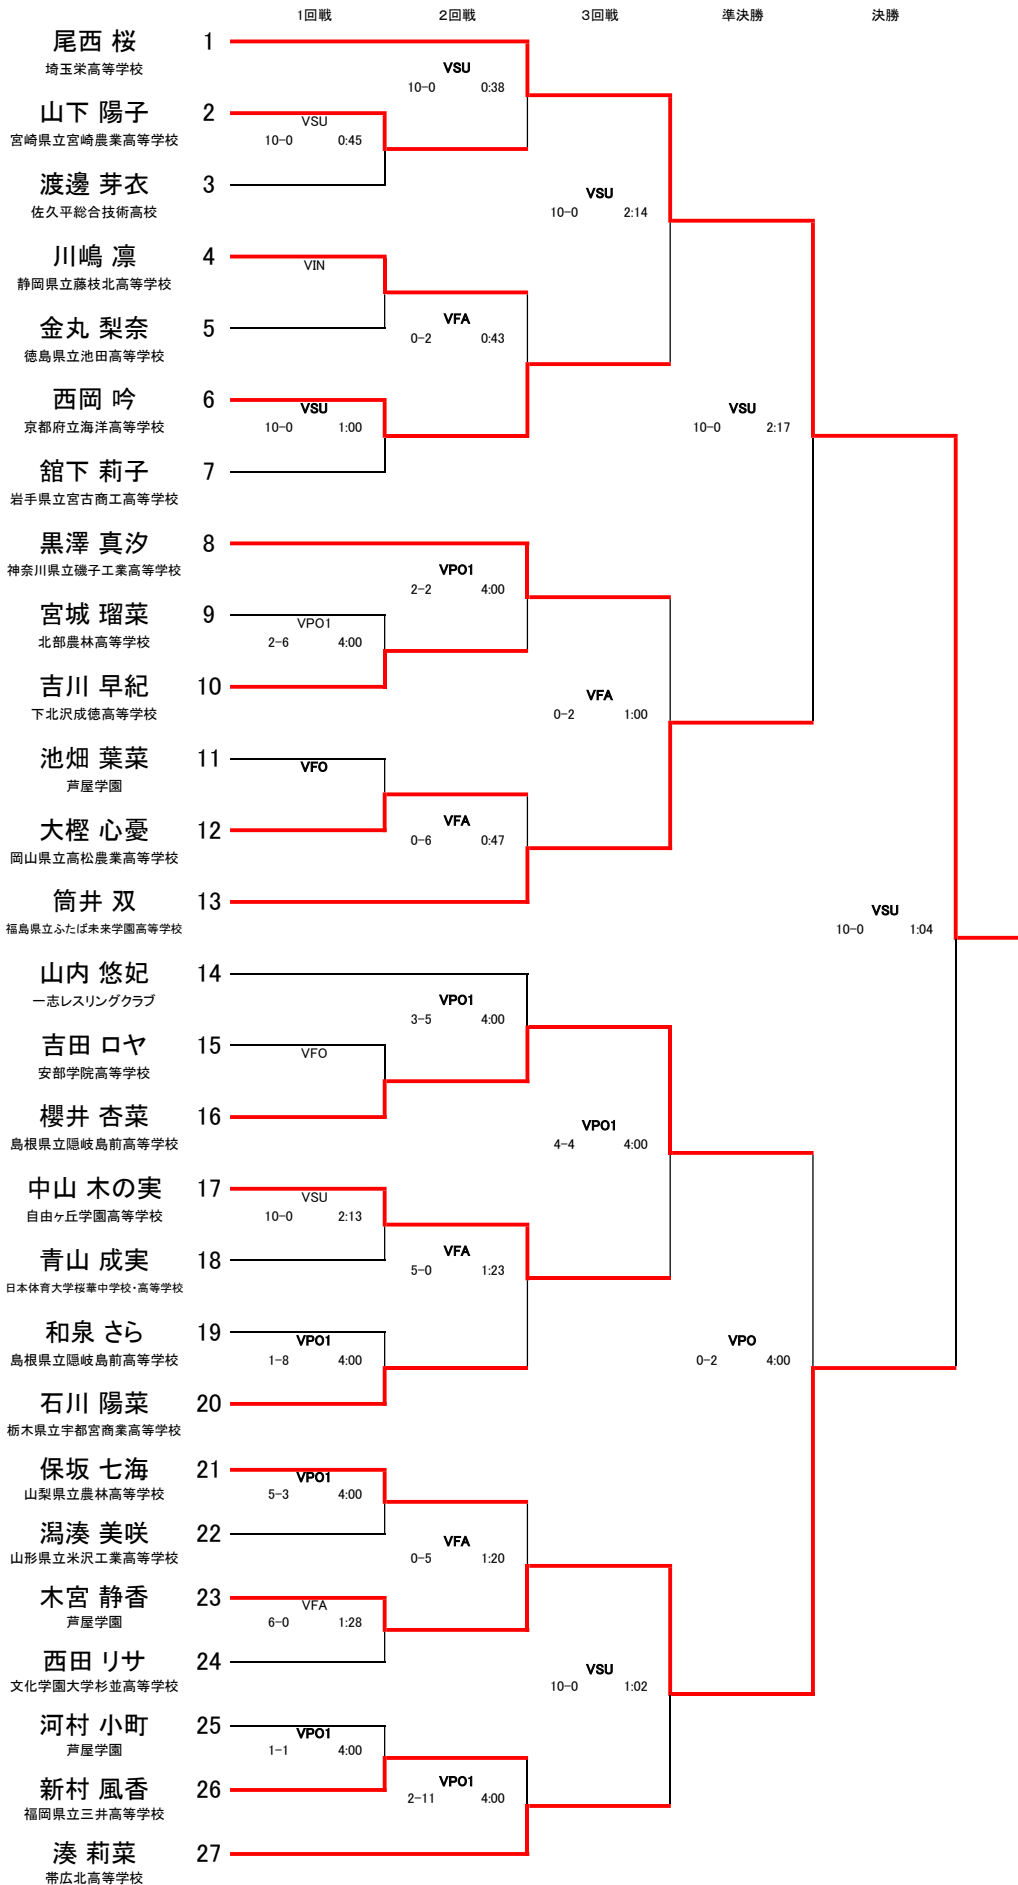 1回戦 2回戦 3回戦 準決勝 決勝
尾西 桜 1
埼玉栄高等学校
VSU
10-0 0:38
山下 陽子 2
宮崎県立宮崎農業高等学校
VSU
10-0 0:45
渡邊 芽衣 3
佐久平総合技術高校
VSU
10-0 2:14
川嶋 凛 4
静岡県立藤枝北高等学校
VIN
金丸 梨奈 5
徳島県立池田高等学校
VFA
0-2 0:43
西岡 吟 6
京都府立海洋高等学校
VSU
10-0 1:00
VSU
10-0 2:17
舘下 莉子 7
岩手県立宮古商工高等学校
黒澤 真汐 8
神奈川県立磯子工業高等学校
VPO1
2-2 4:00
宮城 瑠菜 9
北部農林高等学校
VPO1
2-6 4:00
吉川 早紀 10
下北沢成徳高等学校
VFA
0-2 1:00
池畑 葉菜 11
芦屋学園
VFO
大樫 心憂 12
岡山県立高松農業高等学校
VFA
0-6 0:47
筒井 双 13
福島県立ふたば未来学園高等学校
VSU
10-0 1:04
山内 悠妃 14
一志レスリングクラブ
VPO1
3-5 4:00
吉田 ロヤ 15
安部学院高等学校
VFO
櫻井 杏菜 16
島根県立隠岐島前高等学校
VPO1
4-4 4:00
中山 木の実 17
自由ヶ丘学園高等学校
VSU
10-0 2:13
青山 成実 18
日本体育大学桜華中学校・高等学校
VFA
5-0 1:23
和泉 さら 19
島根県立隠岐島前高等学校
VPO1
1-8 4:00
VPO
0-2 4:00
石川 陽菜 20
栃木県立宇都宮商業高等学校
保坂 七海 21
山梨県立農林高等学校
VPO1
5-3 4:00
潟湊 美咲 22
山形県立米沢工業高等学校
VFA
0-5 1:20
木宮 静香 23
芦屋学園
VFA
6-0 1:28
西田 リサ 24
文化学園大学杉並高等学校
VSU
10-0 1:02
河村 小町 25
芦屋学園
VPO1
1-1 4:00
新村 風香 26
福岡県立三井高等学校
VPO1
2-11 4:00
湊 莉菜 27
帯広北高等学校